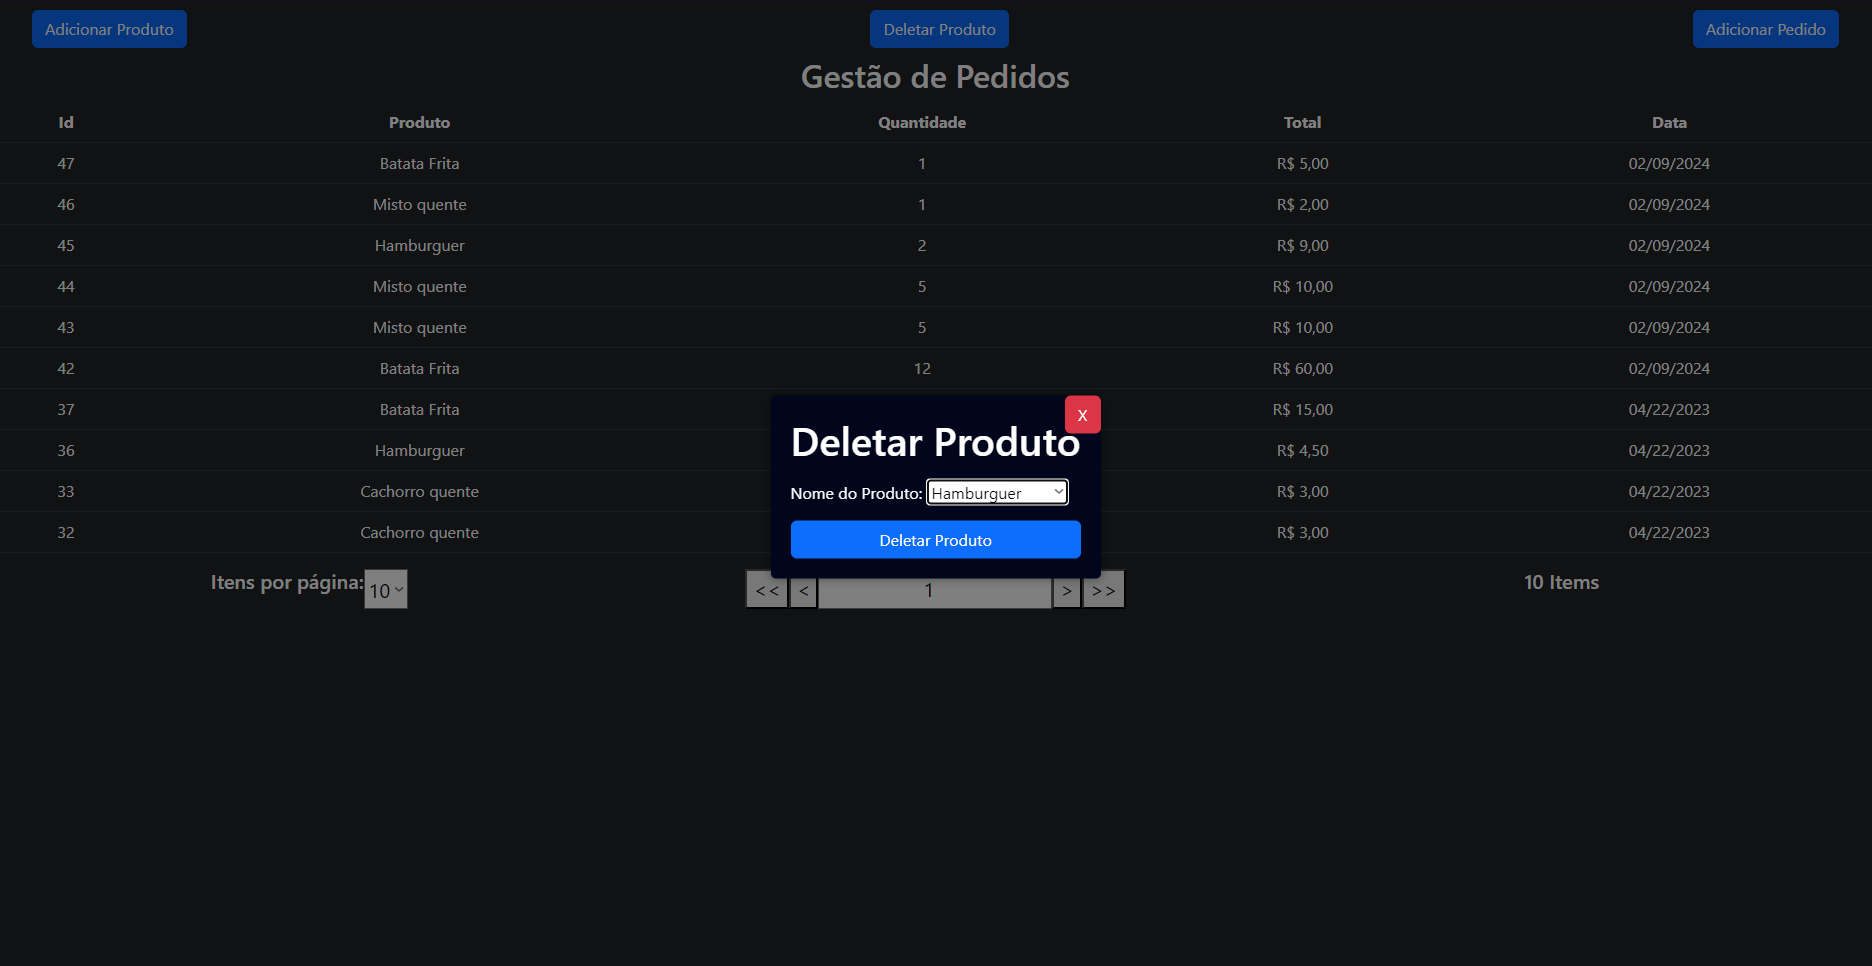 Adicionar Produto Deletar Produto Adicionar Pedido
Gestão de Pedidos
Id Produto Quantidade Total Data
47 Batata Frita 1 R$ 5,00 02/09/2024
46 Misto quente 1 R$ 2,00 02/09/2024
45 Hamburguer 2 R$ 9,00 02/09/2024
44 Misto quente 5 R$ 10,00 02/09/2024
43 Misto quente 5 R$ 10,00 02/09/2024
42 Batata Frita 12 R$ 60,00 02/09/2024
37 Batata Frita R$ 15,00 04/22/2023
36 Hamburguer R$ 4,50 04/22/2023
33 Cachorro quente R$ 3,00 04/22/2023
32 Cachorro quente R$ 3,00 04/22/2023
X
Deletar Produto
Nome do Produto: Hamburguer
Deletar Produto
Itens por página: 10 << < 1 > >> 10 Items